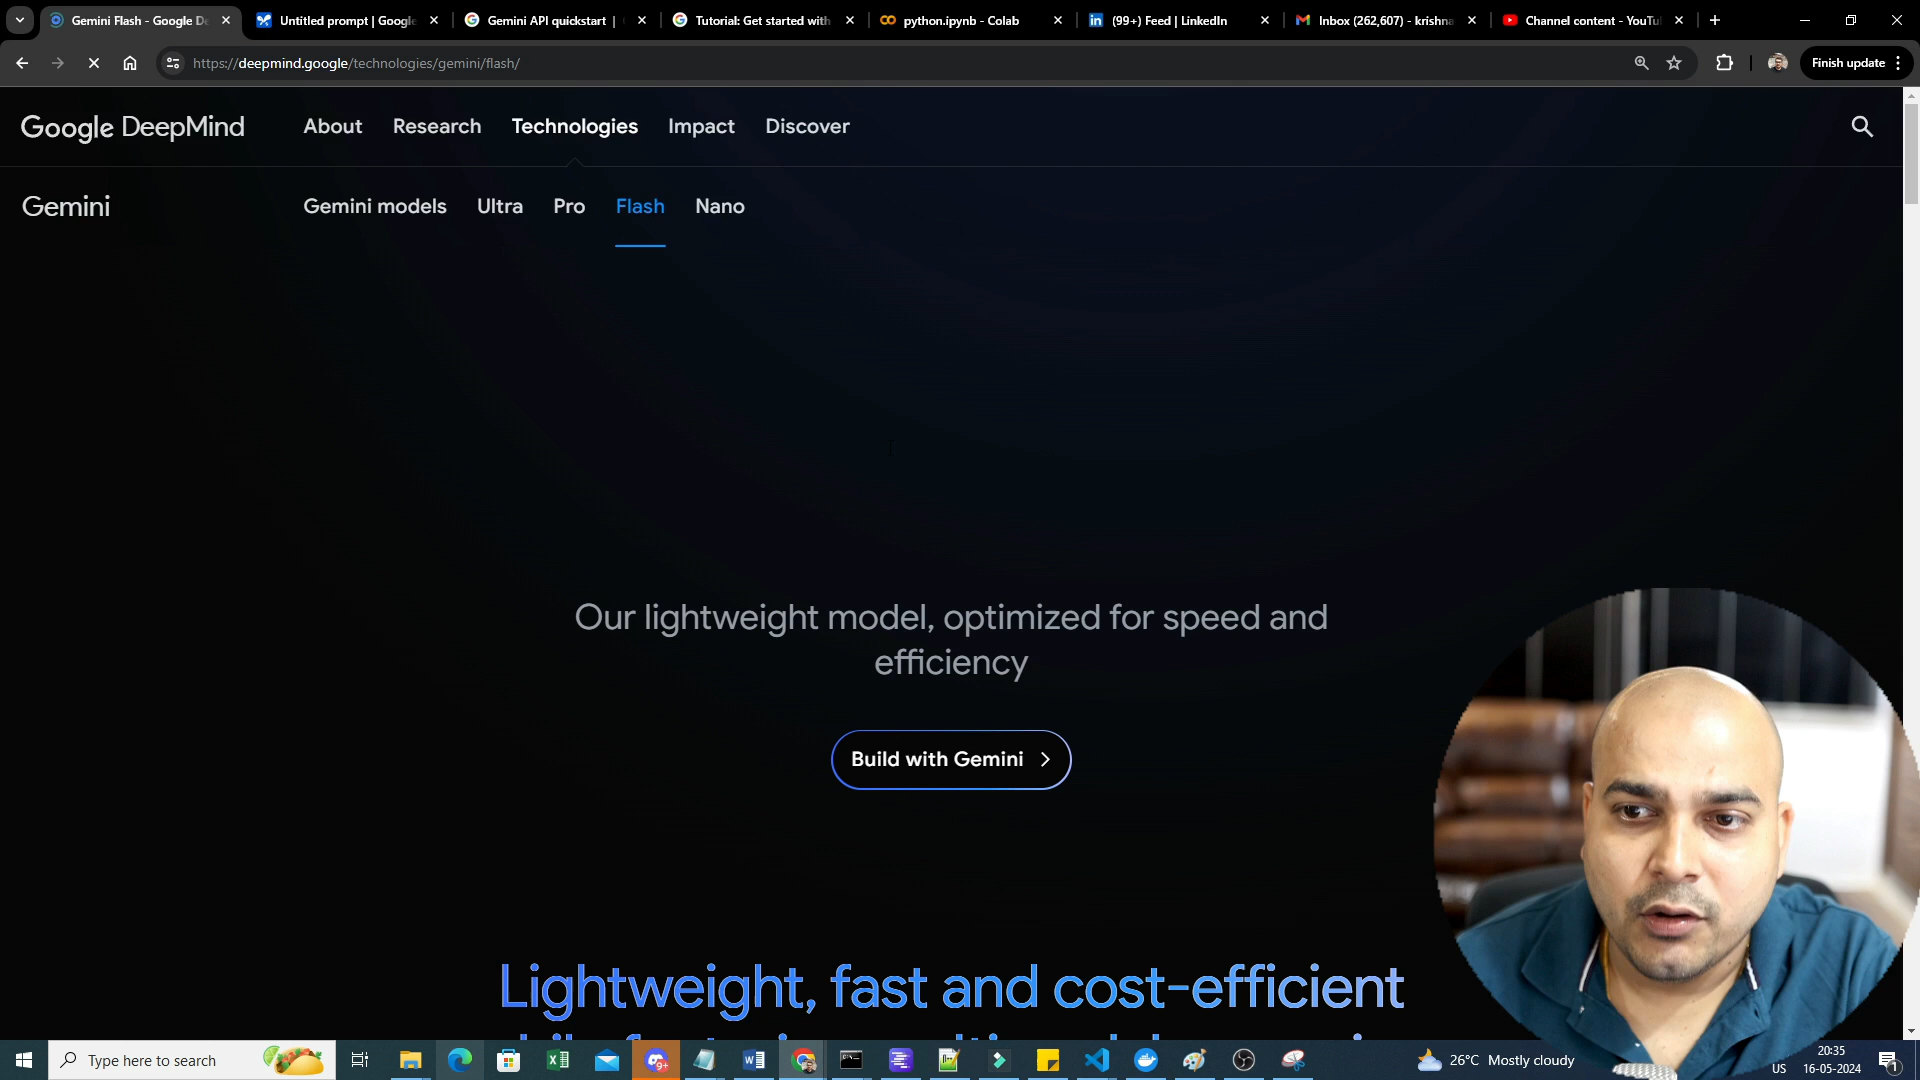 Gemini Flash - Google De
Untitled prompt | Google
Gemini API quickstart |
Tutorial: Get started with
python.ipynb - Colab
(99+) Feed | LinkedIn
Inbox (262,607) - krishna
Channel content - YouTu
https://deepmind.google/technologies/gemini/flash/
Finish update
Google DeepMind
About Research Technologies Impact Discover
Gemini
Gemini models Ultra Pro Flash Nano
Our lightweight model, optimized for speed and
efficiency
Build with Gemini
Lightweight, fast and cost-efficient
Type here to search
9+
26°C Mostly cloudy
US
20:35
16-05-2024
1